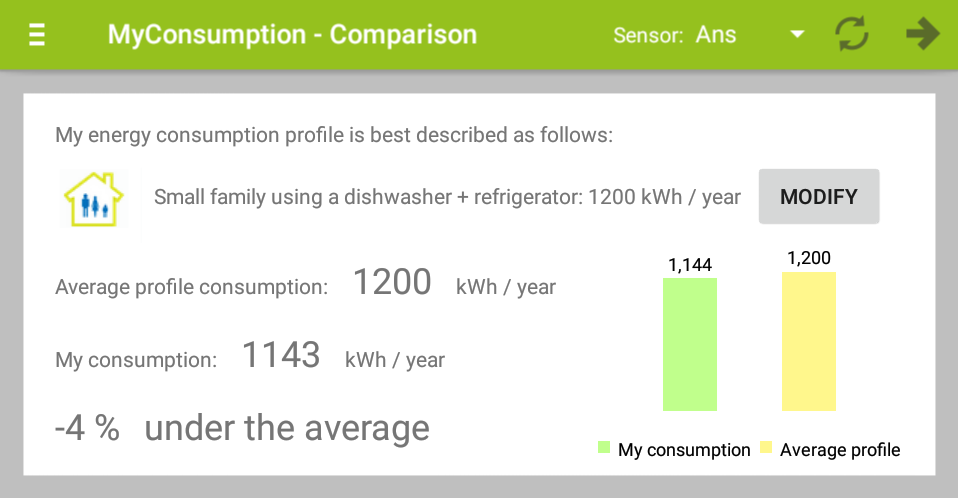 MyConsumption - Comparison
Sensor: Ans
My energy consumption profile is best described as follows:
Small family using a dishwasher + refrigerator: 1200 kWh / year
MODIFY
Average profile consumption: 1200 kWh / year
My consumption: 1143 kWh / year
-4 % under the average
1,144
1,200
My consumption
Average profile